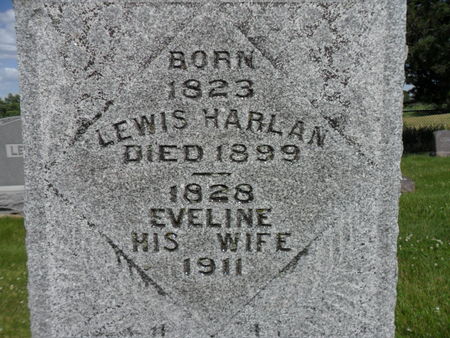 BORN
1823
LEWIS HARLAN
DIED 1899
1828
EVELINE
HIS WIFE
1911